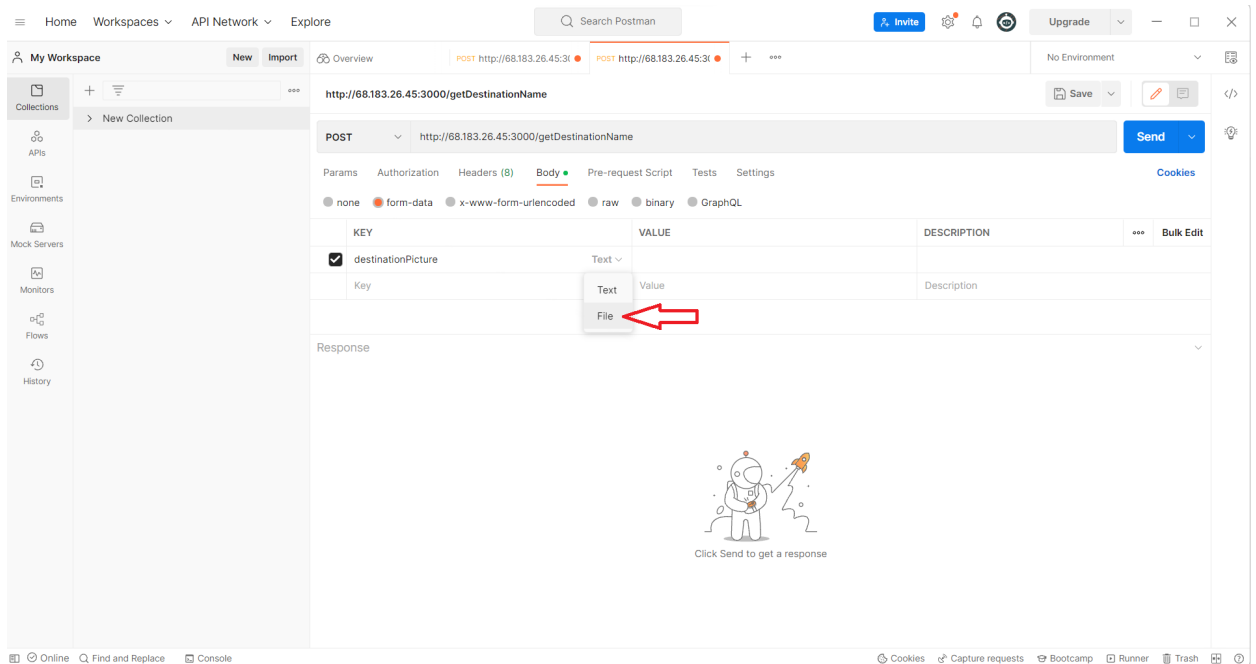 Home Workspaces API Network Explore Search Postman Invite Upgrade
My Workspace New Import Overview POST http://68.183.26.45:3( POST http://68.183.26.45:3( No Environment
Collections
APIs
Environments
Mock Servers
Monitors
Flows
History
New Collection
http://68.183.26.45:3000/getDestinationName Save
POST http://68.183.26.45:3000/getDestinationName Send
Params Authorization Headers (8) Body Pre-request Script Tests Settings Cookies
none form-data x-www-form-urlencoded raw binary GraphQL
KEY VALUE DESCRIPTION Bulk Edit
destinationPicture Text
Key Value Description
Text
File
Response
Click Send to get a response
Online Find and Replace Console Cookies Capture requests Bootcamp Runner Trash